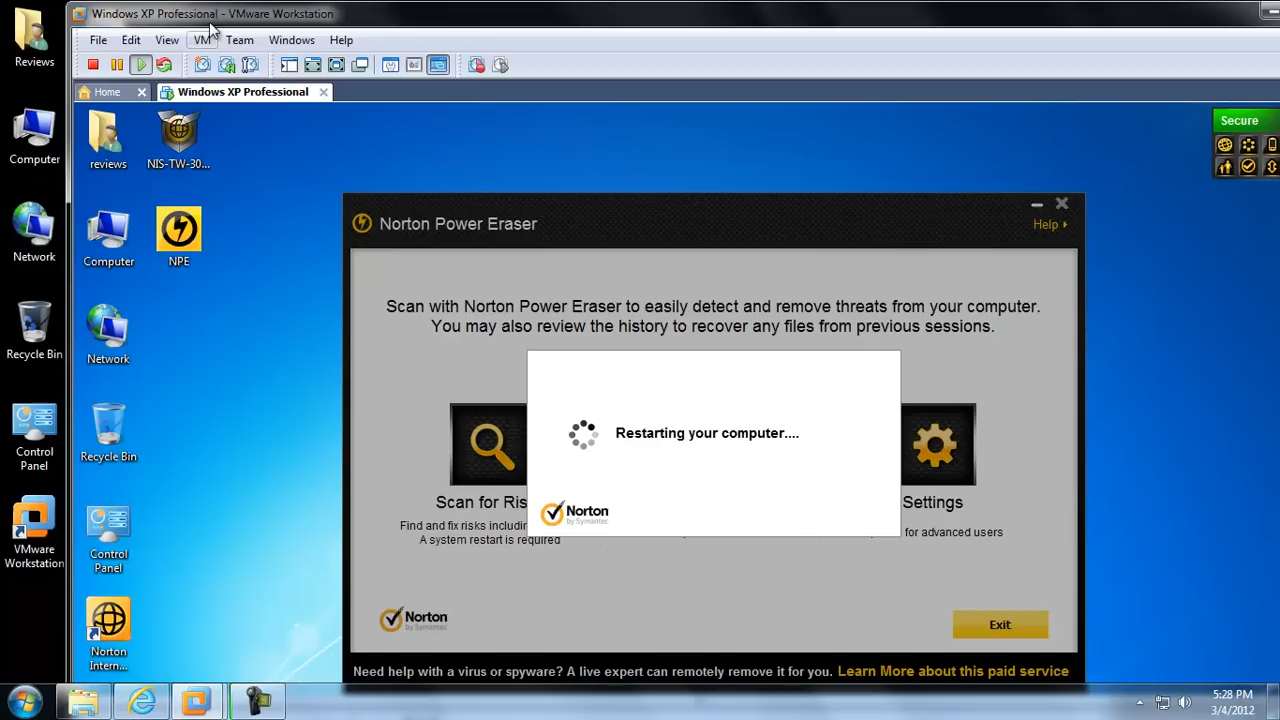 Windows XP Professional - VMware Workstation
File Edit View VM Team Windows Help
Home
Windows XP Professional
Reviews
Computer
Network
Recycle Bin
Control
Panel
VMware
Workstation
reviews
NIS-TW-30...
Computer
NPE
Network
Recycle Bin
Control
Panel
Norton
Intern...
Secure
Norton Power Eraser
Help
Scan with Norton Power Eraser to easily detect and remove threats from your computer.
You may also review the history to recover any files from previous sessions.
Restarting your computer....
Norton
by Symantec
Scan for Ris
Settings
Find and fix risks includin
for advanced users
A system restart is required
Norton
by Symantec
Exit
Need help with a virus or spyware? A live expert can remotely remove it for you. Learn More about this paid service
5:28 PM
3/4/2012